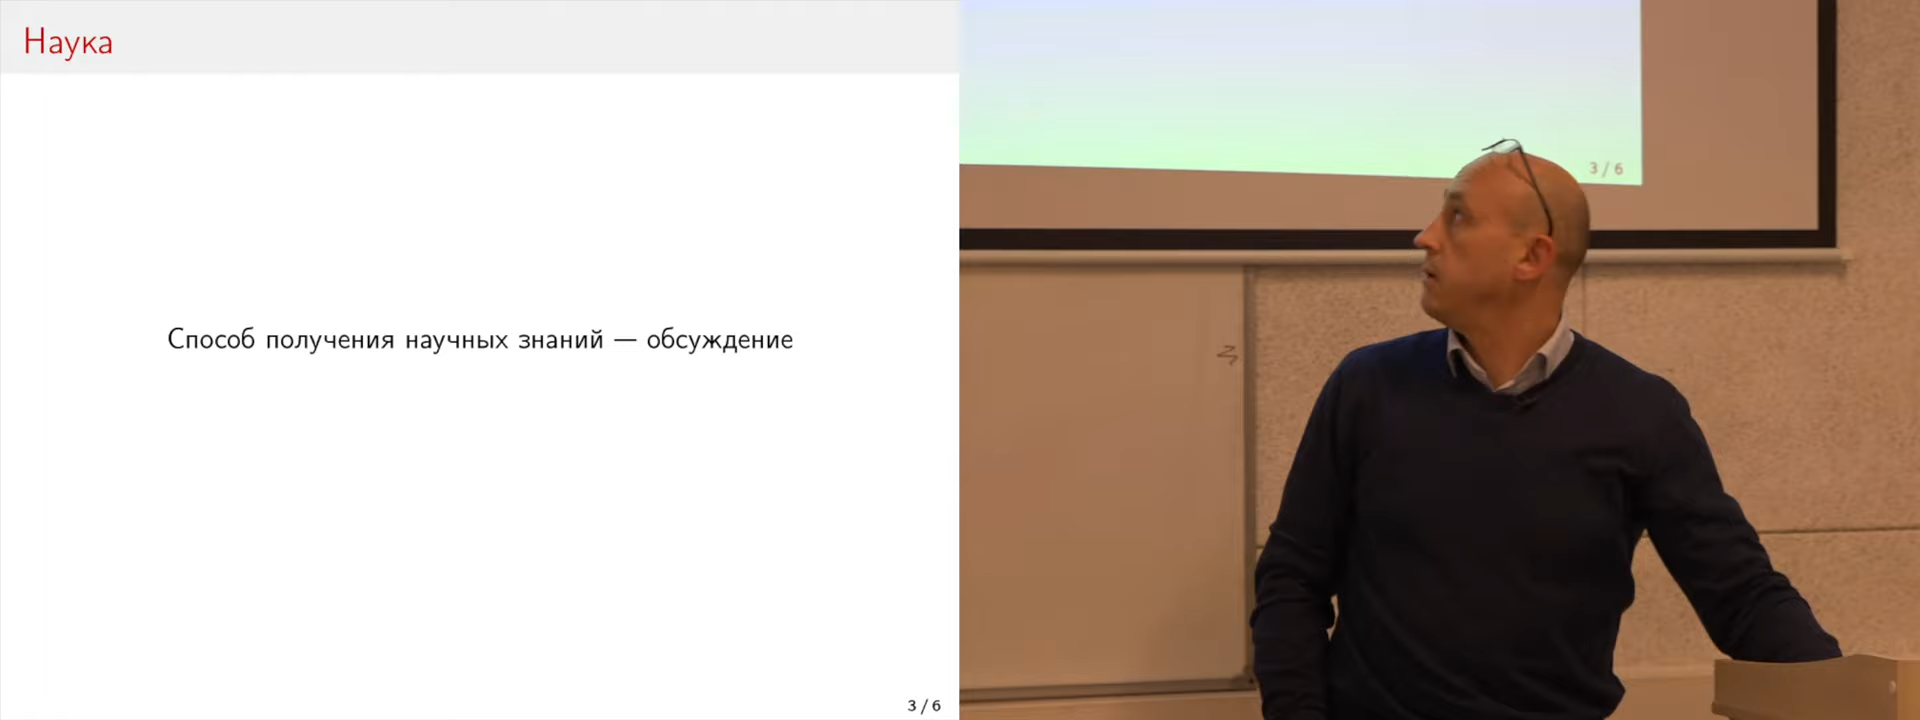 Наука
Способ получения научных знаний — обсуждение
3 / 6
3 / 6